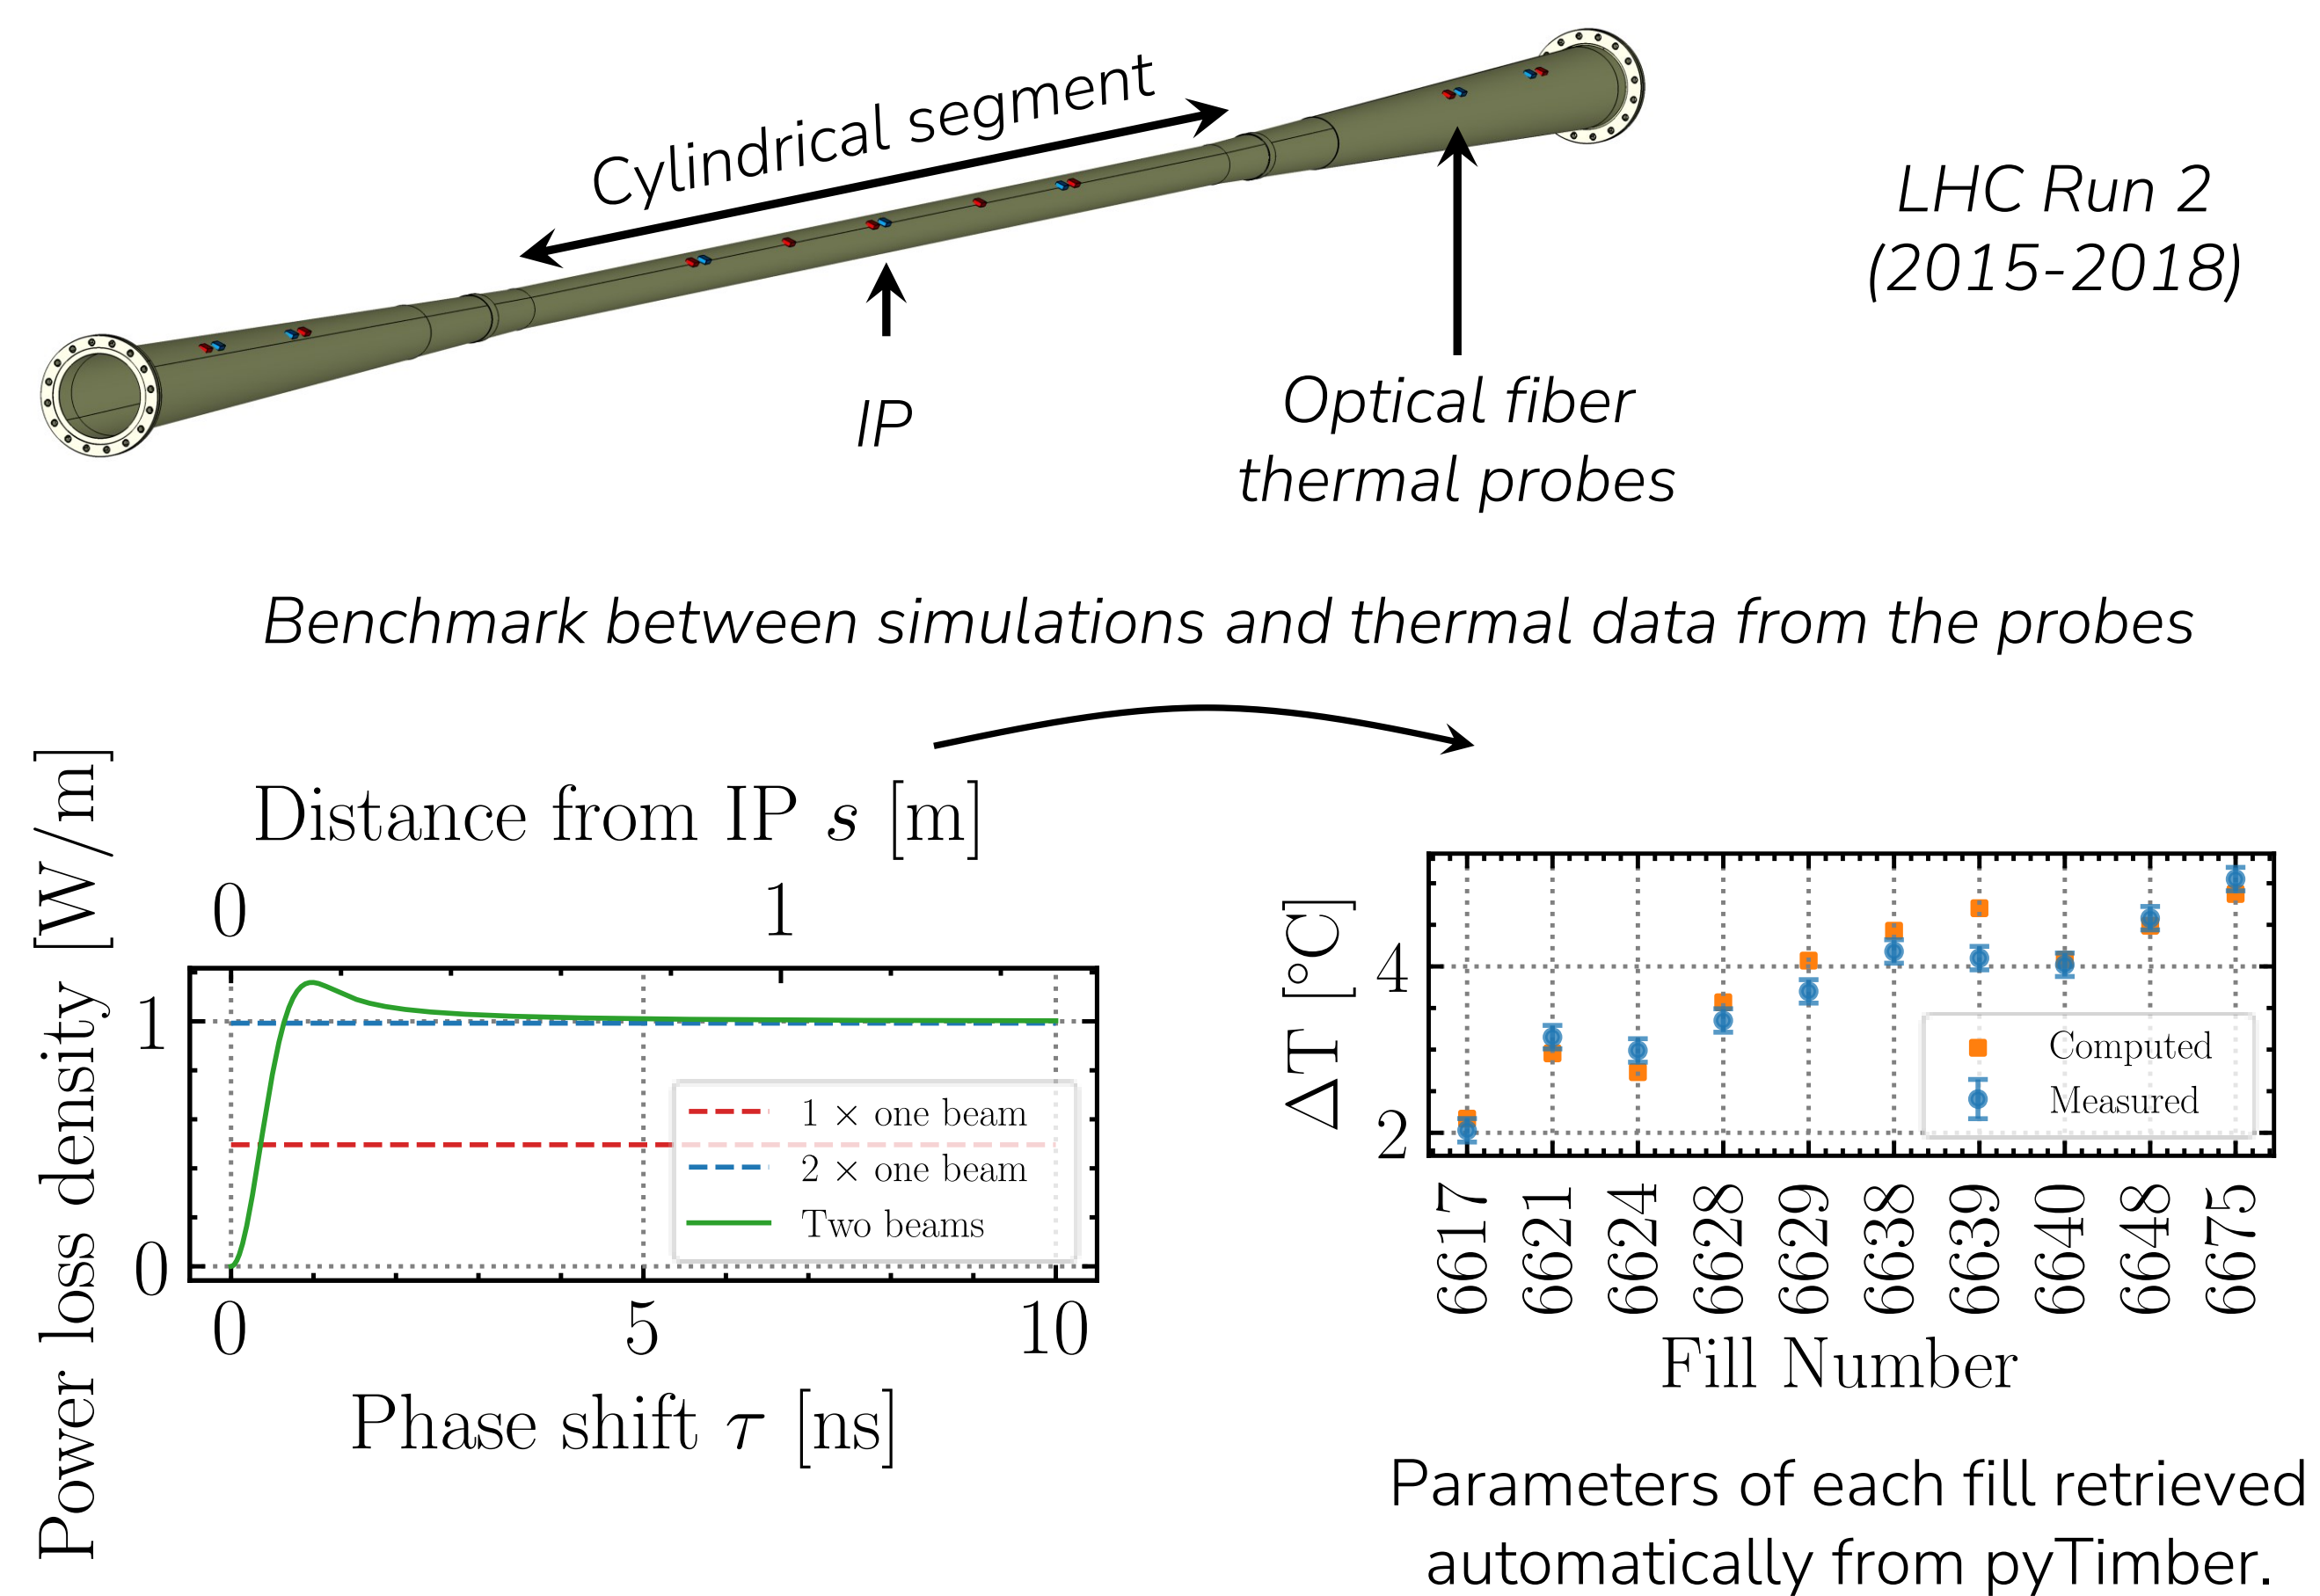 Cylindrical segment
LHC Run 2
(2015-2018)
IP
Optical fiber
thermal probes
Benchmark between simulations and thermal data from the probes
Distance from IP s [m]
0 1
Power loss density [W/m]
1
0
1 × one beam
2 × one beam
Two beams
0 5 10
Phase shift τ [ns]
ΔT [°C]
4
2
Computed
Measured
6617 6621 6624 6628 6629 6638 6639 6640 6648 6675
Fill Number
Parameters of each fill retrieved
automatically from pyTimber.